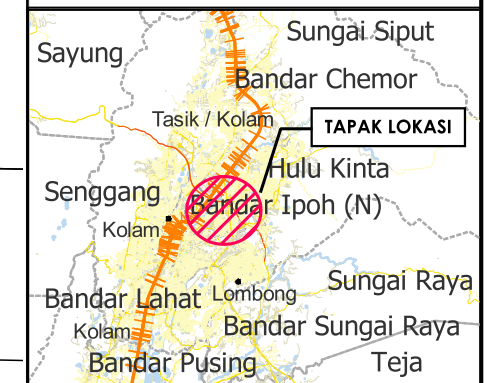 Sungai Siput
Sayung
Bandar Chemor
Tasik / Kolam
TAPAK LOKASI
Hulu Kinta
Senggang
Bandar Ipoh (N)
Kolam
Sungai Raya
Lombong
Bandar Lahat
Bandar Sungai Raya
Kolam
Bandar Pusing
Teja